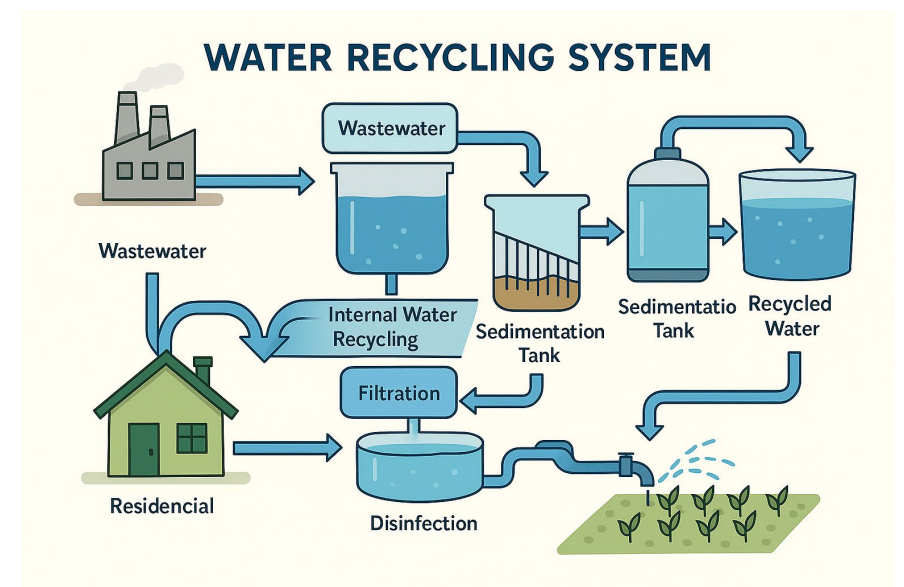 WATER RECYCLING SYSTEM
Wastewater
Wastewater
Internal Water
Recycling
Sedimentation
Tank
Sedimentatio
Tank
Recycled
Water
Filtration
Residencial
Disinfection